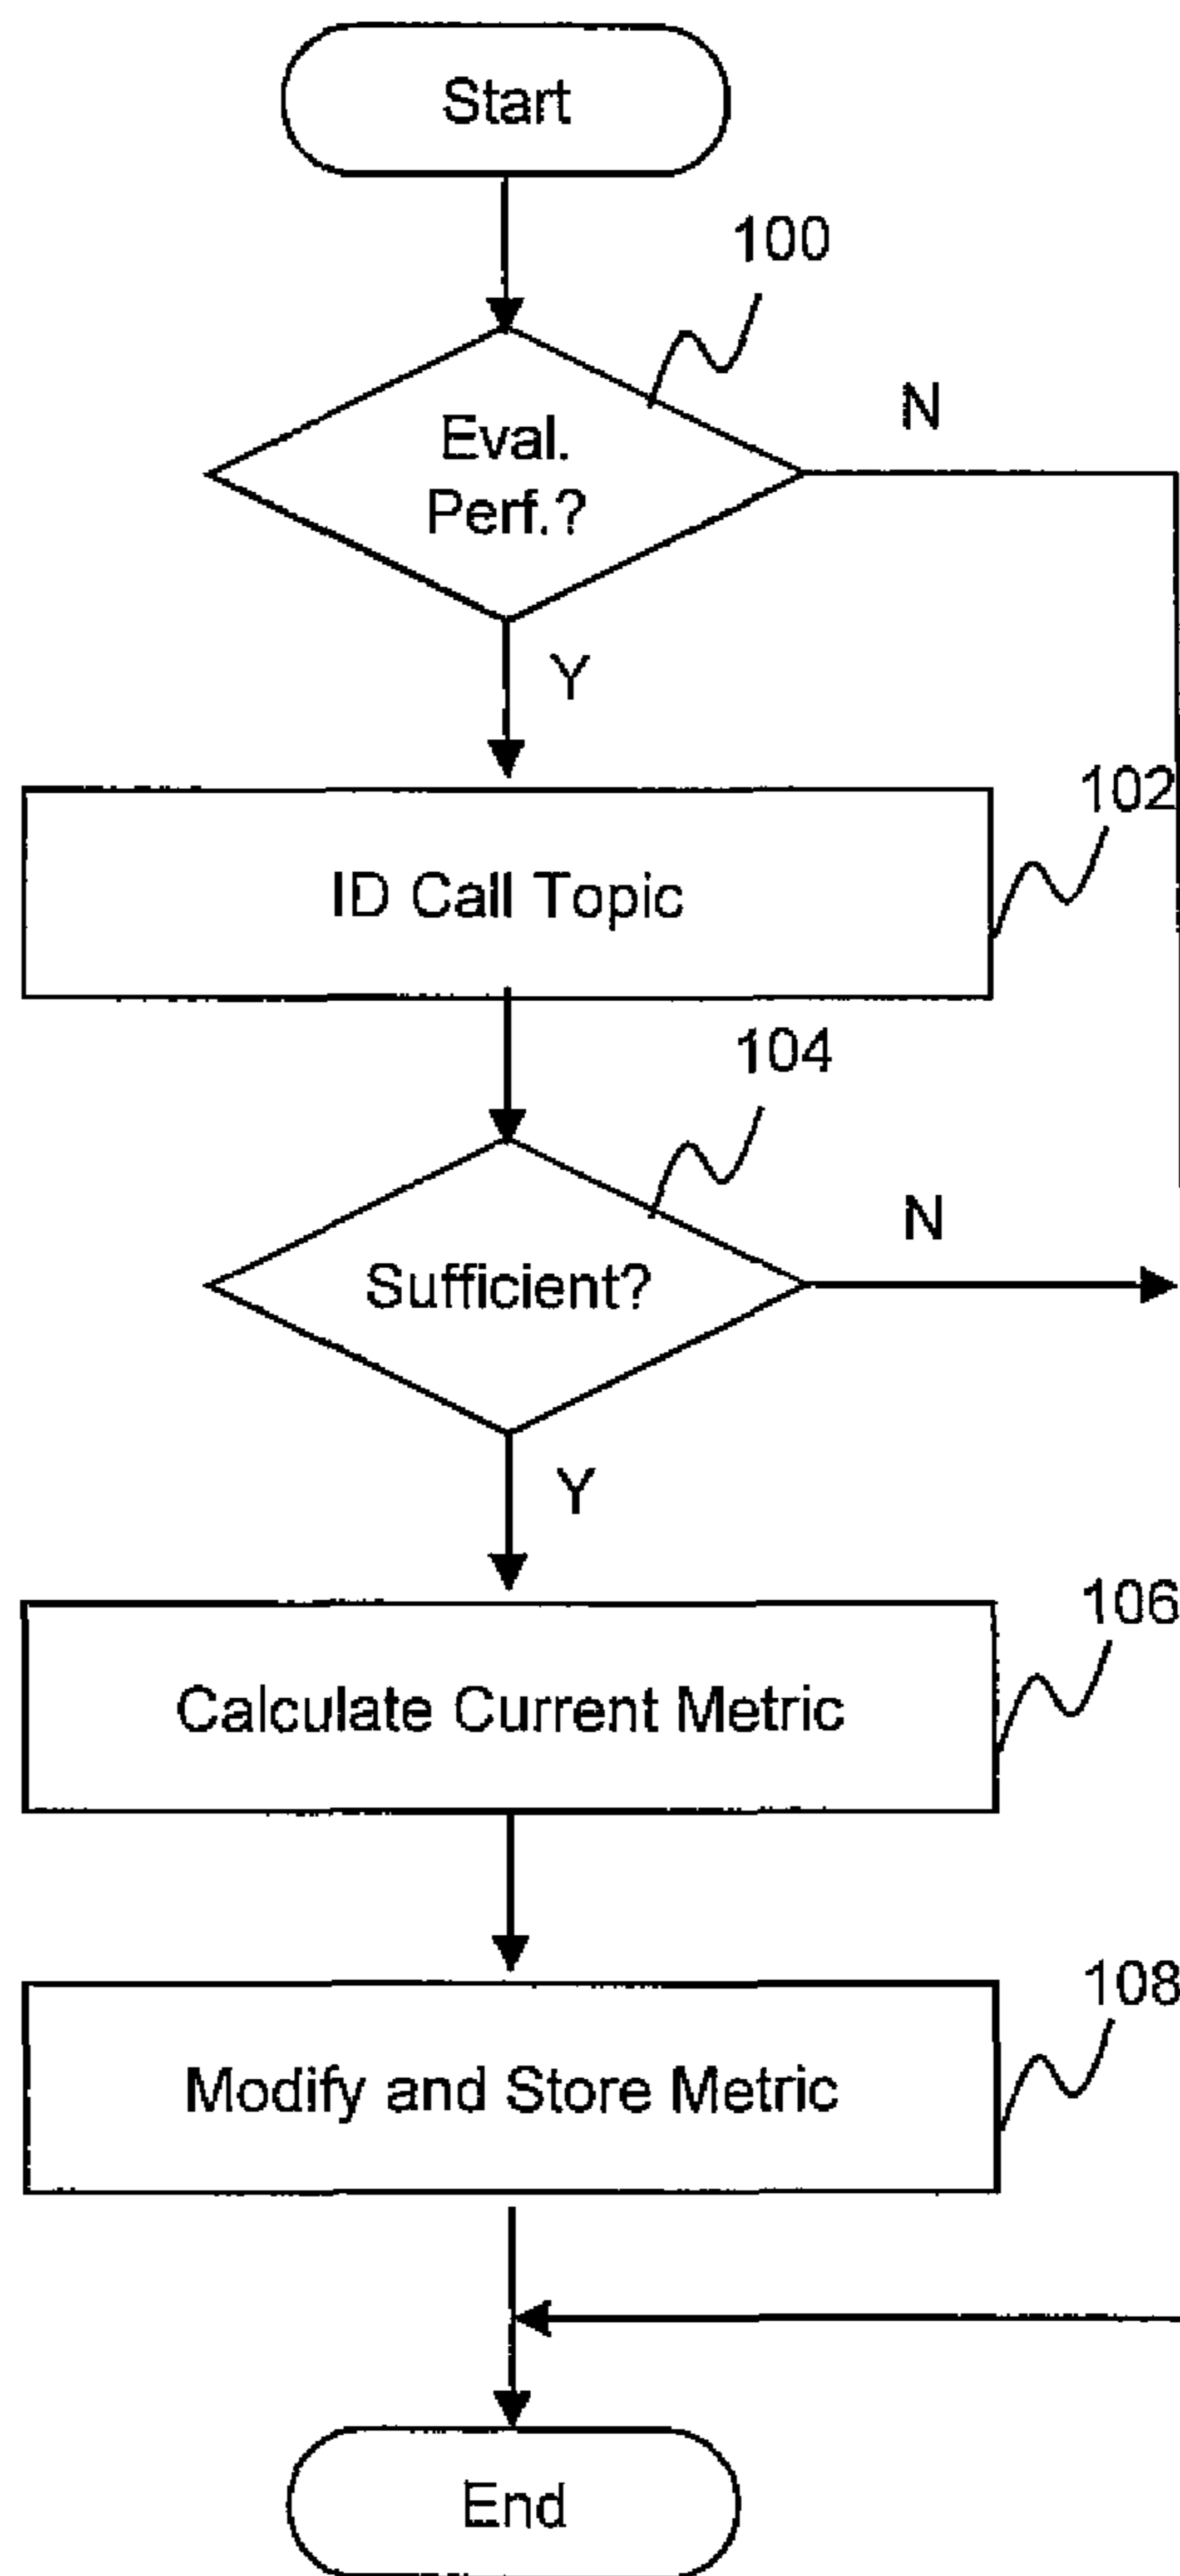 Start
100
Eval.
Perf.?
N
Y
102
ID Call Topic
104
Sufficient?
N
Y
106
Calculate Current Metric
108
Modify and Store Metric
End